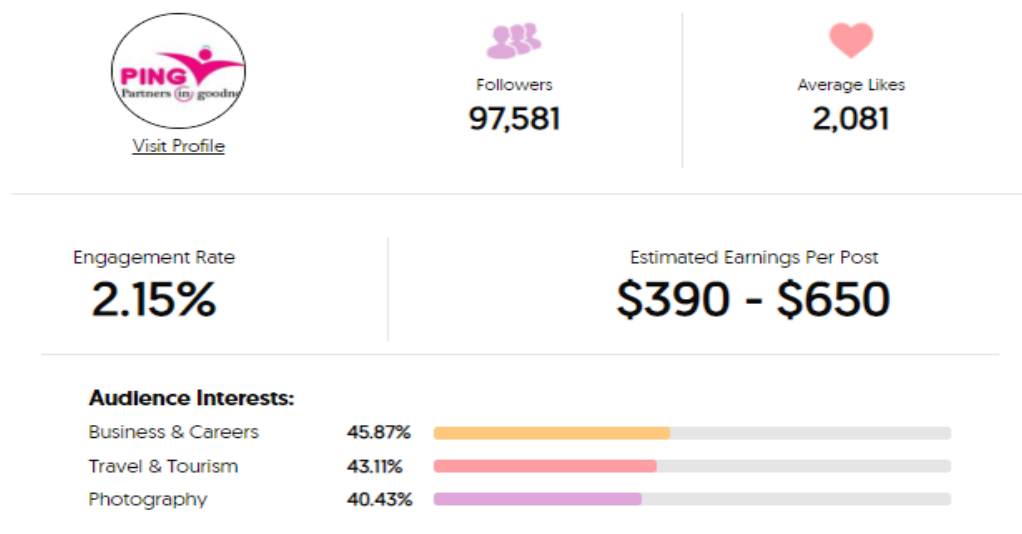 PING
Partners in
Visit Profile
Followers
97,581
Average Likes
2,081
Engagement Rate
2.15%
Estimated Earnings Per Post
$390 - $650
Audience Interests:
Business & Careers 45.87%
Travel & Tourism 43.11%
Photography 40.43%